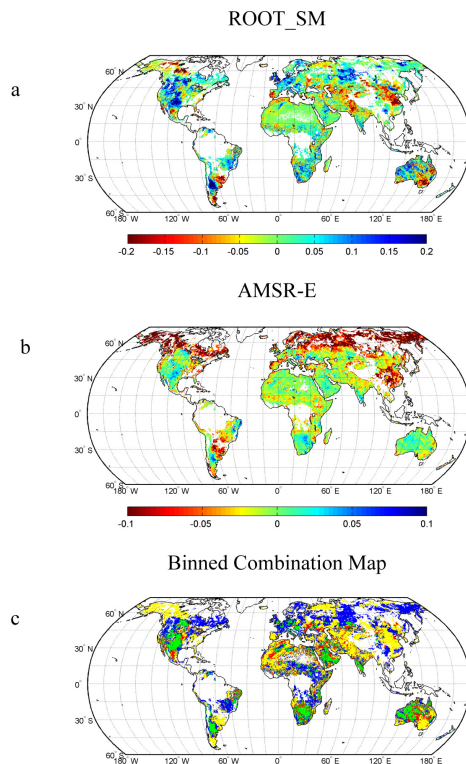 ROOT_SM
a
60° N
30° N
0°
30° S
60° S
180° W 120° W 60° W 0° 60° E 120° E 180° E
-0.2 -0.15 -0.1 -0.05 0 0.05 0.1 0.15 0.2
AMSR-E
b
60° N
30° N
0°
30° S
60° S
180° W 120° W 60° W 0° 60° E 120° E 180° E
-0.1 -0.05 0 0.05 0.1
Binned Combination Map
c
60° N
30° N
0°
30° S
60° S
180° W 120° W 60° W 0° 60° E 120° E 180° E